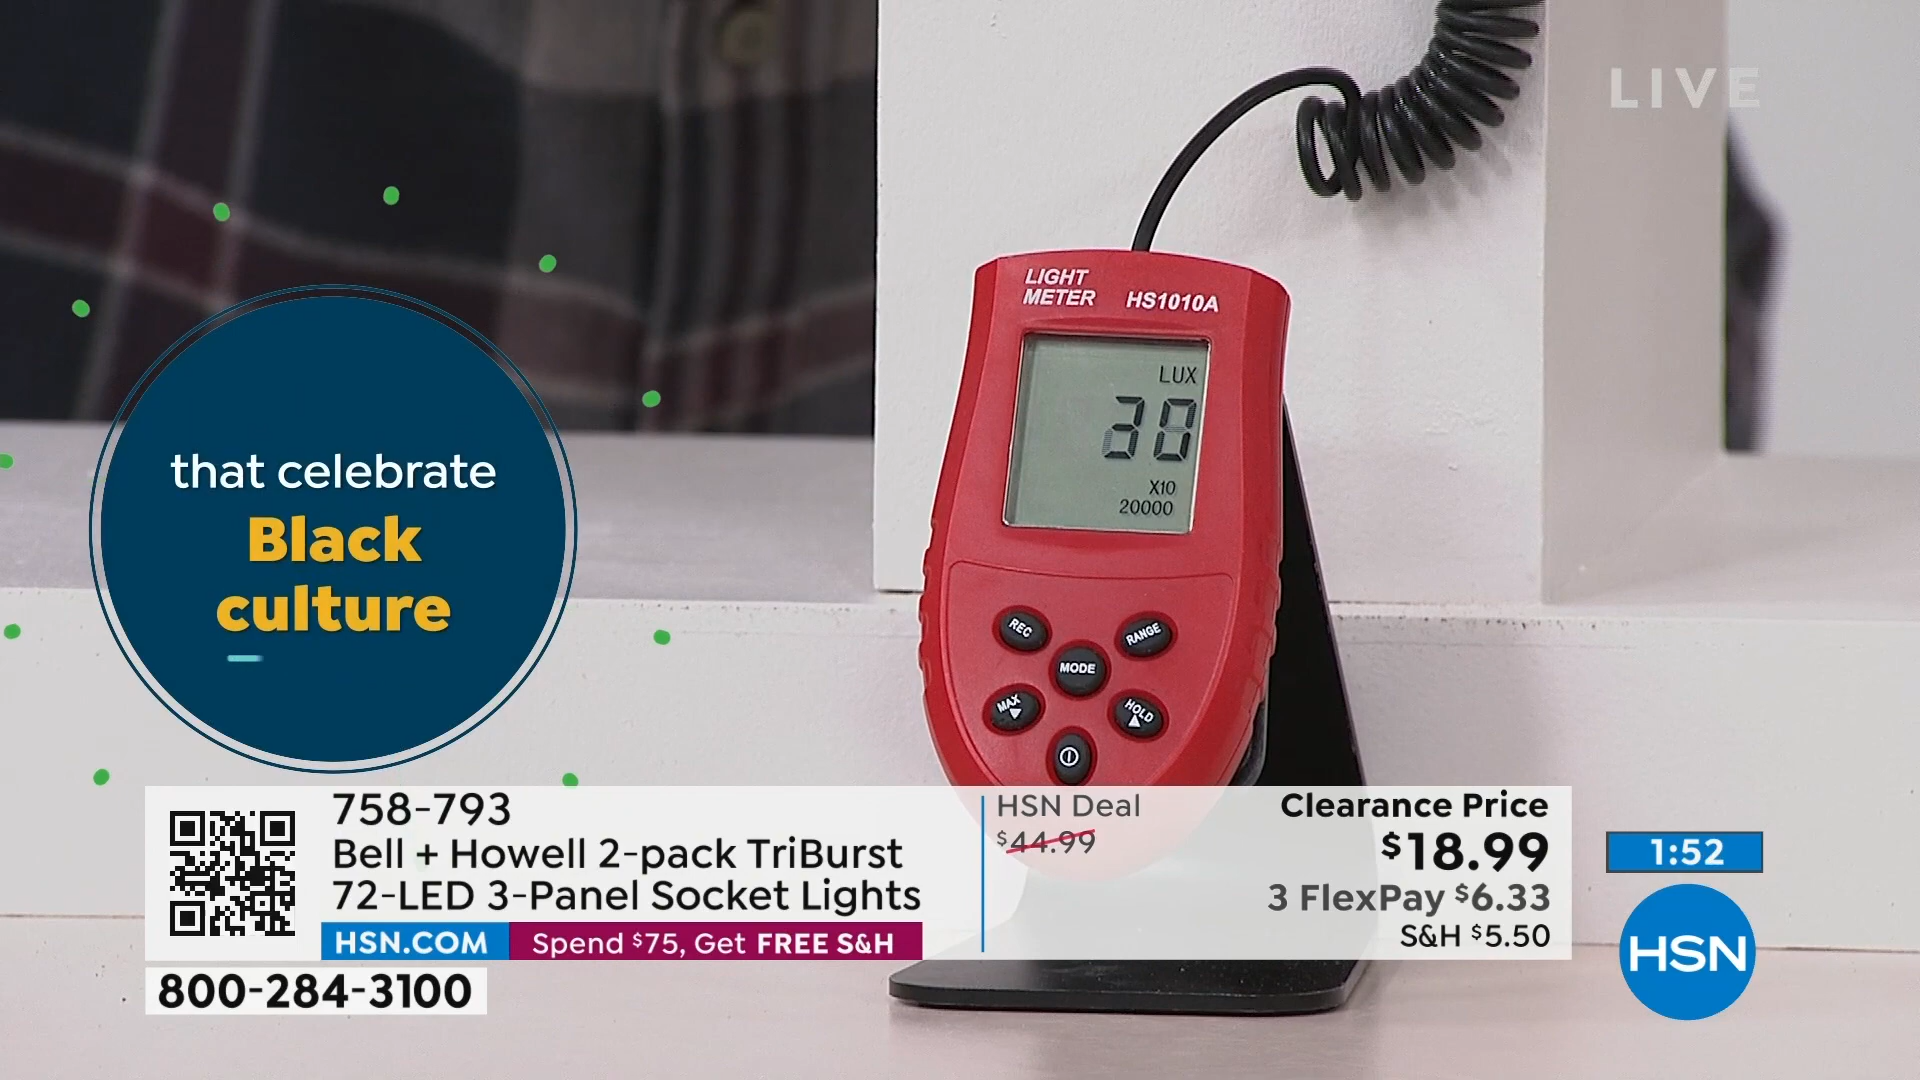 LIVE
LIGHT
METER HS1010A
LUX
38
X10
20000
REC
RANGE
MODE
MAX
HOLD
that celebrate
Black
culture
758-793
Bell + Howell 2-pack TriBurst
72-LED 3-Panel Socket Lights
HSN.COM Spend $75, Get FREE S&H
800-284-3100
HSN Deal
$44.99
Clearance Price
$18.99
3 FlexPay $6.33
S&H $5.50
1:52
HSN